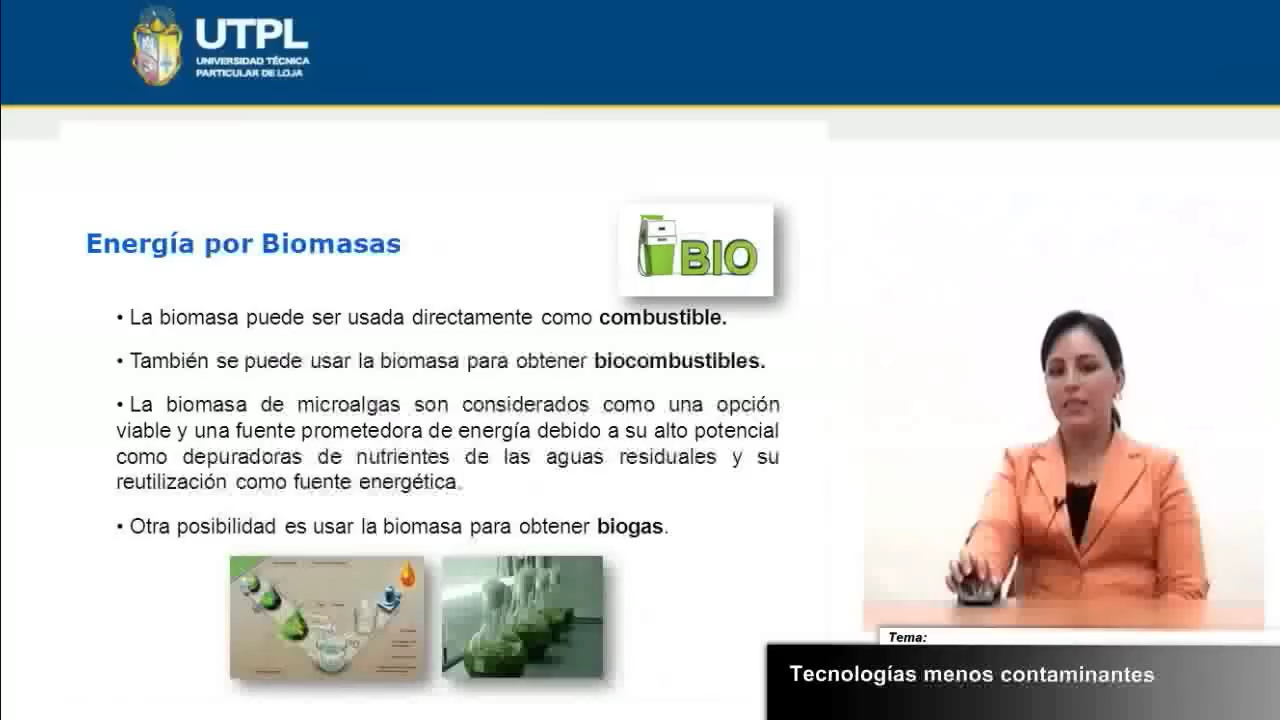 UTPL
UNIVERSIDAD TÉCNICA
PARTICULAR DE LOJA
Energía por Biomasas
BIO
• La biomasa puede ser usada directamente como combustible.
• También se puede usar la biomasa para obtener biocombustibles.
• La biomasa de microalgas son considerados como una opción
viable y una fuente prometedora de energía debido a su alto potencial
como depuradoras de nutrientes de las aguas residuales y su
reutilización como fuente energética.
• Otra posibilidad es usar la biomasa para obtener biogas.
Tema:
Tecnologías menos contaminantes